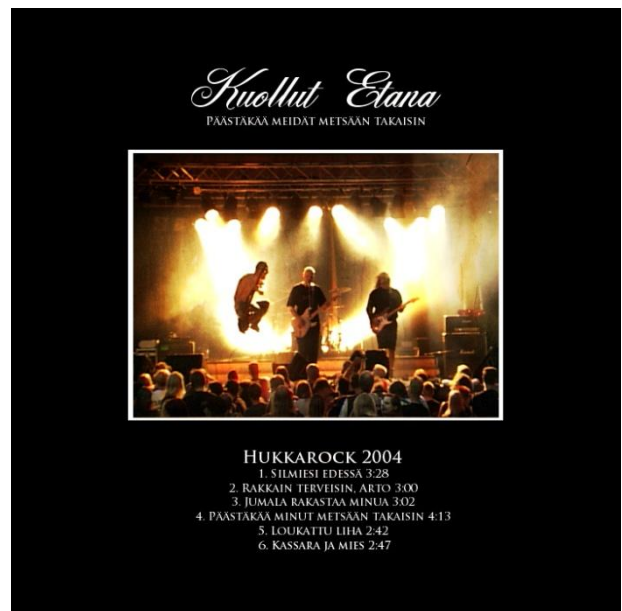 Kuollut Etana
Päästäkää meidät metsään takaisin
Hukkarock 2004
1. Silmiesi edessä 3:28
2. Rakkain terveisin, Arto 3:00
3. Jumala rakastaa minua 3:02
4. Päästäkää minut metsään takaisin 4:13
5. Loukattu liha 2:42
6. Kassara ja mies 2:47